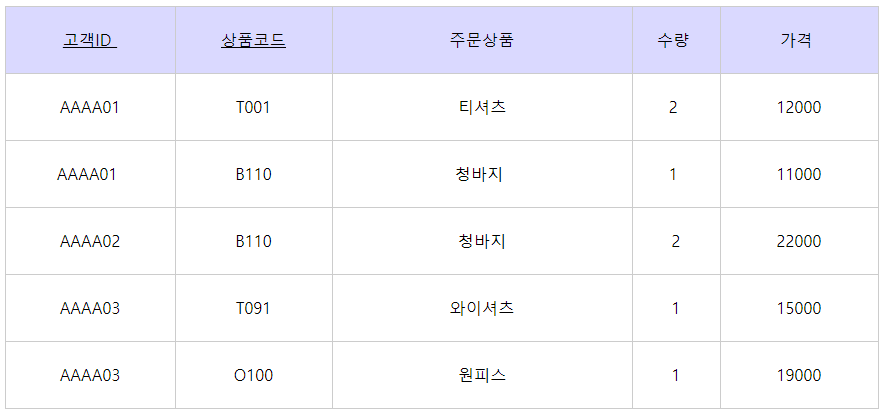 고객ID 상품코드 주문상품 수량 가격
AAAA01 T001 티셔츠 2 12000
AAAA01 B110 청바지 1 11000
AAAA02 B110 청바지 2 22000
AAAA03 T091 와이셔츠 1 15000
AAAA03 O100 원피스 1 19000